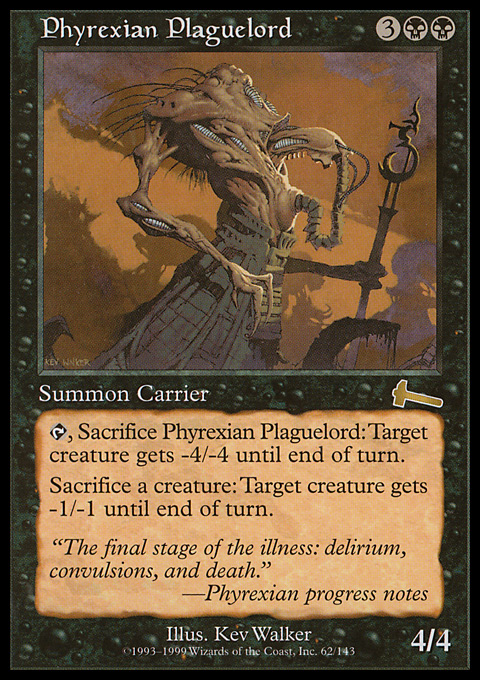 Phyrexian Plaguelord 3
KEV WALKER
Summon Carrier
, Sacrifice Phyrexian Plaguelord: Target
creature gets -4/-4 until end of turn.
Sacrifice a creature: Target creature gets
-1/-1 until end of turn.
“The final stage of the illness: delirium,
convulsions, and death.”
—Phyrexian progress notes
Illus. Kev Walker
©1993–1999 Wizards of the Coast, Inc. 62/143
4/4